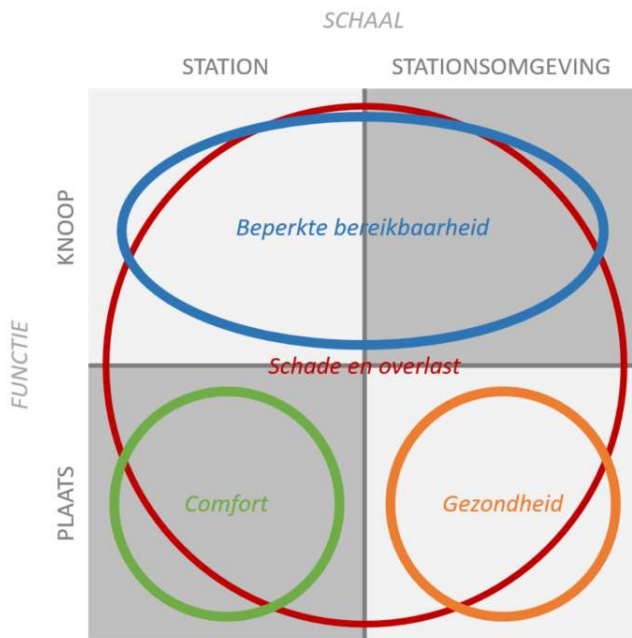 SCHAAL
STATION
STATIONSOMGEVING
FUNCTIE
KNOOP
Beperkte bereikbaarheid
Schade en overlast
PLAATS
Comfort
Gezondheid